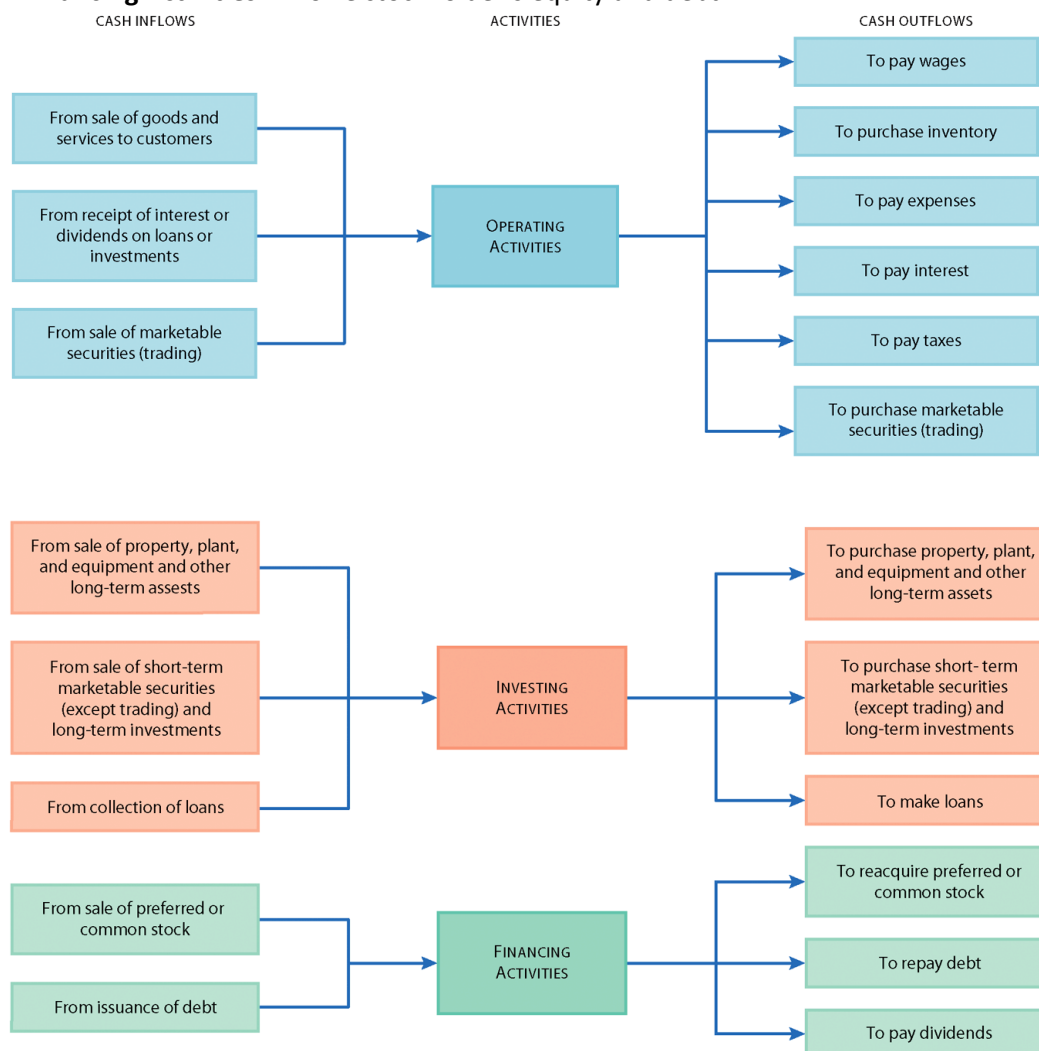 CASH INFLOWS
ACTIVITIES
CASH OUTFLOWS
From sale of goods and
services to customers
From receipt of interest or
dividends on loans or
investments
From sale of marketable
securities (trading)
OPERATING
ACTIVITIES
To pay wages
To purchase inventory
To pay expenses
To pay interest
To pay taxes
To purchase marketable
securities (trading)
From sale of property, plant,
and equipment and other
long-term assests
From sale of short-term
marketable securities
(except trading) and
long-term investments
From collection of loans
INVESTING
ACTIVITIES
To purchase property, plant,
and equipment and other
long-term assets
To purchase short- term
marketable securities
(except trading) and
long-term investments
To make loans
From sale of preferred or
common stock
From issuance of debt
FINANCING
ACTIVITIES
To reacquire preferred or
common stock
To repay debt
To pay dividends